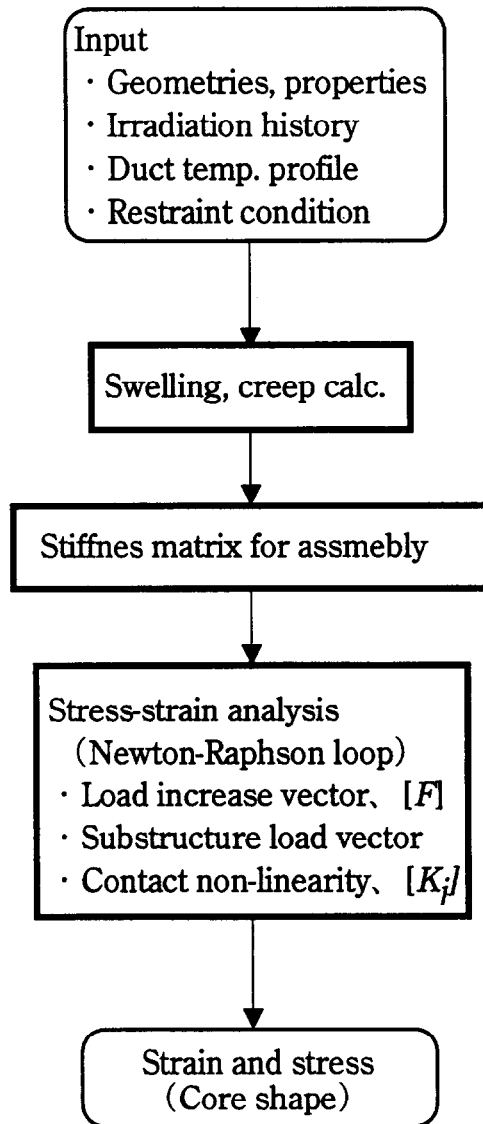 Input
· Geometries, properties
· Irradiation history
· Duct temp. profile
· Restraint condition
Swelling, creep calc.
Stiffnes matrix for assmebly
Stress-strain analysis
(Newton-Raphson loop)
· Load increase vector、[F]
· Substructure load vector
· Contact non-linearity、[Kj]
Strain and stress
(Core shape)